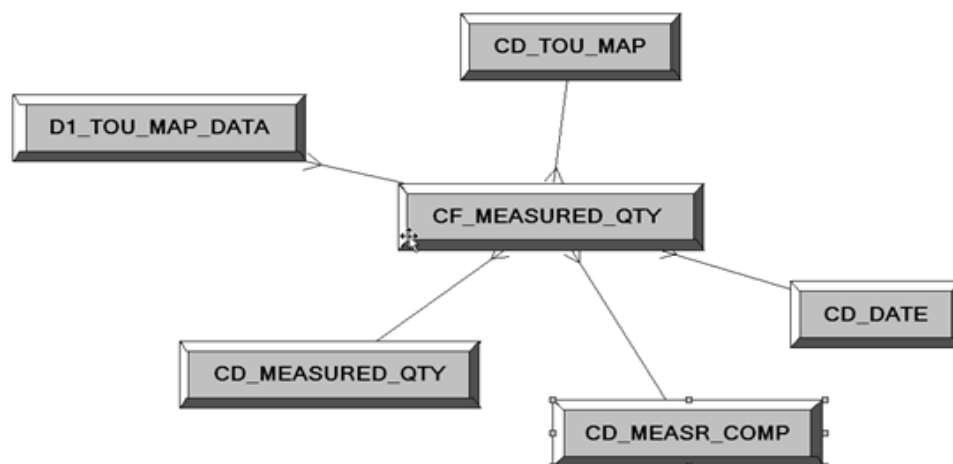 CD_TOU_MAP
D1_TOU_MAP_DATA
CF_MEASURED_QTY
CD_DATE
CD_MEASURED_QTY
CD_MEASR_COMP